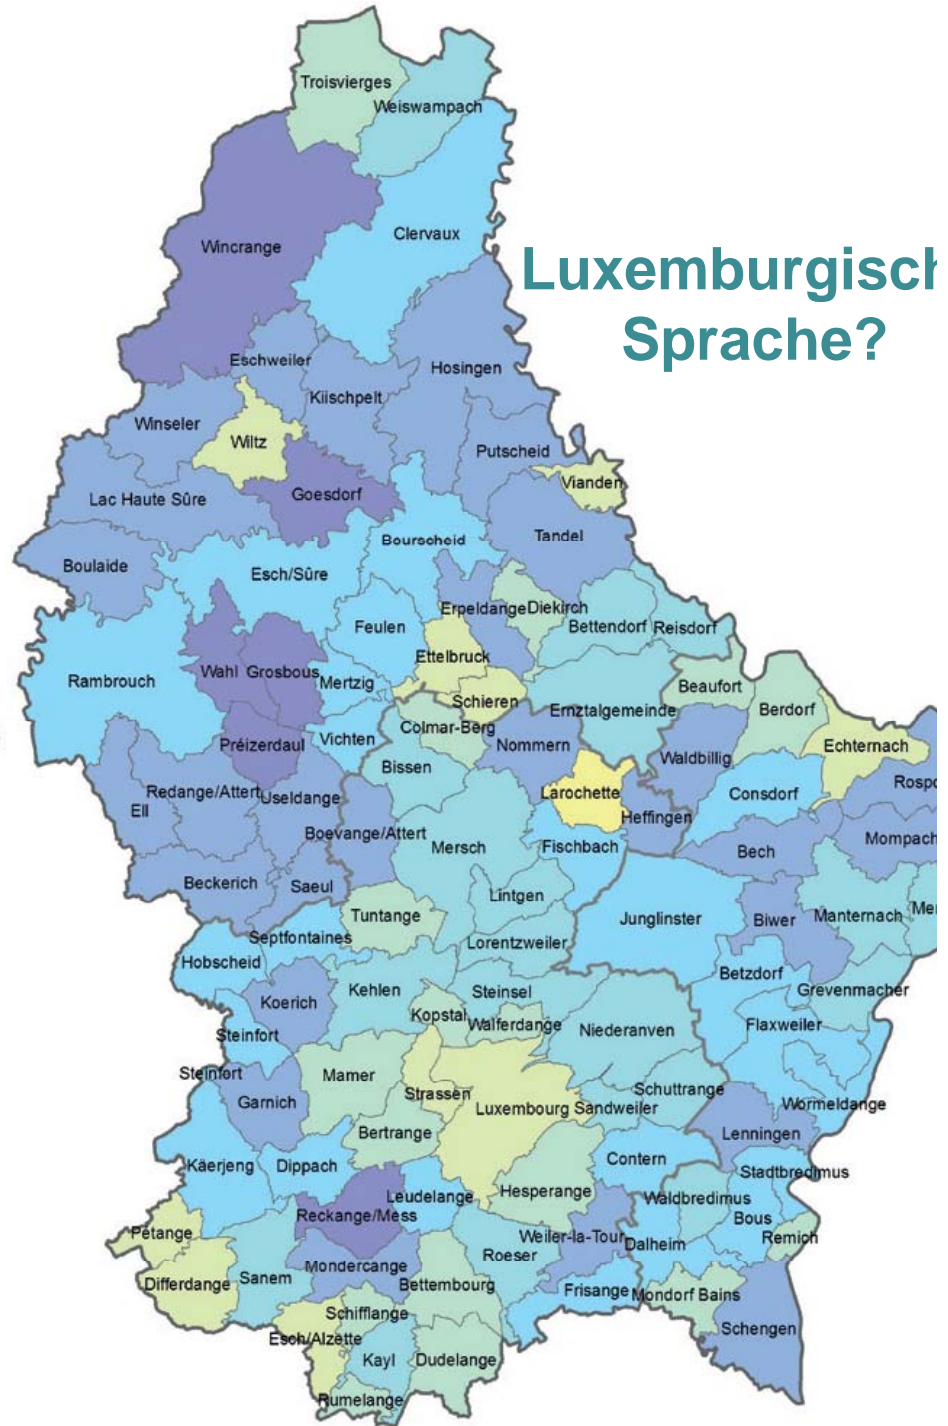 Troisvierges
Weiswampach
Clervaux
Wincrange
Luxemburgisch
Sprache?
Eschweiler
Hosingen
Kiischpelt
Winseler
Wiltz
Putscheid
Vianden
Goesdorf
Lac Haute Sûre
Tandel
Bourscheid
Boulaide
Esch/Sûre
Erpeldange
Diekirch
Feulen
Bettendorf
Reisdorf
Ettelbruck
Wahl
Grosbous
Rambrouch
Mertzig
Beaufort
Schieren
Ernztalgemeinde
Berdorf
Colmar-Berg
Préizerdaul
Vichten
Nommern
Echternach
Waldbillig
Bissen
Rospo
Redange/Attert
Useldange
Larochette
Consdorf
Ell
Heffingen
Boevange/Attert
Mompach
Mersch
Fischbach
Bech
Beckerich
Saeul
Lintgen
Tuntange
Junglinster
Biwer
Manternach
Mer
Septfontaines
Lorentzweiler
Hobscheid
Betzdorf
Kehlen
Steinsel
Grevenmacher
Koerich
Kopstal
Walferdange
Niederanven
Flaxweiler
Steinfort
Steinfort
Mamer
Strassen
Schuttrange
Garnich
Luxembourg
Sandweiler
Wormeldange
Bertrange
Lenningen
Käerjeng
Dippach
Contern
Stadtbredimus
Leudelange
Hesperange
Waldbredimus
Reckange/Mess
Bous
Pétange
Weiler-la-Tour
Dalheim
Remich
Roeser
Mondercange
Differdange
Sanem
Bettembourg
Frisange
Mondorf Bains
Schifflange
Schengen
Esch/Alzette
Kayl
Dudelange
Rumelange